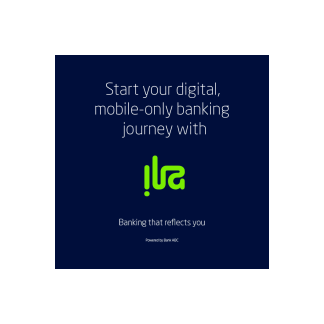 Start your digital,
mobile-only banking
journey with
ila
Banking that reflects you
Powered by Bank ABC